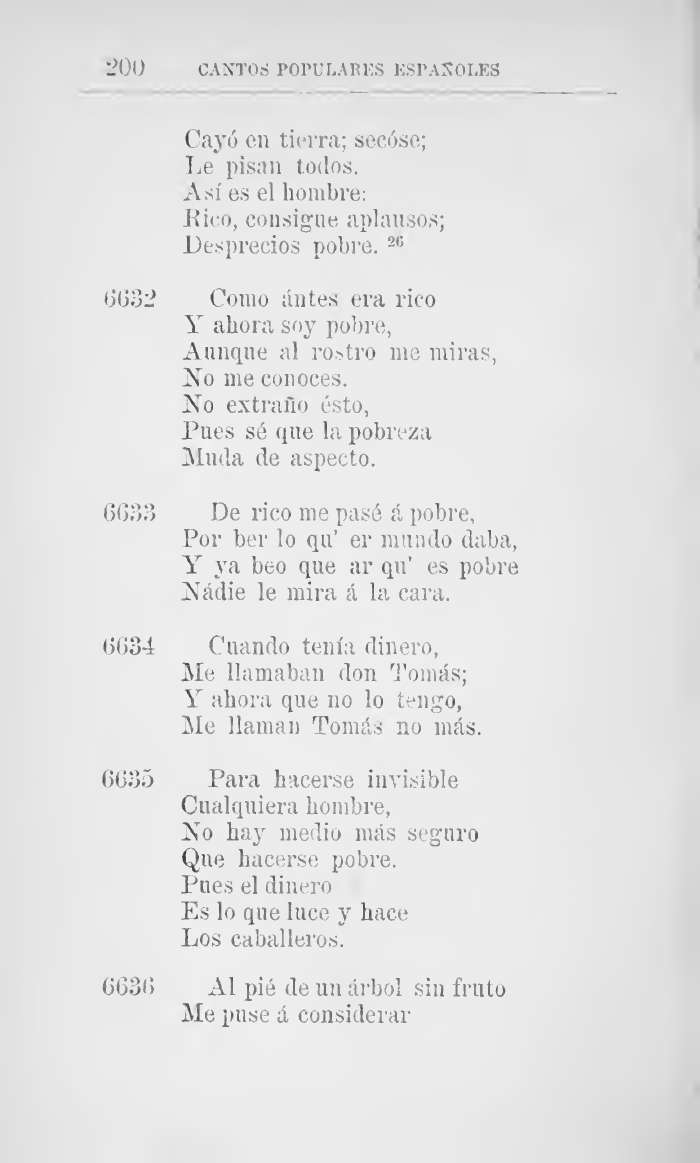 200 CANTOS POPULARES ESPAÑOLES
Cayó en tierra; secóse;
Le pisan todos.
Así es el hombre:
Rico, consigue aplausos;
Desprecios pobre. 26
6632 Como ántes era rico
Y ahora soy pobre,
Aunque al rostro me miras,
No me conoces.
No extraño ésto,
Pues sé que la pobreza
Muda de aspecto.
6633 De rico me pasé á pobre,
Por ber lo qu' er mundo daba,
Y ya beo que ar qu' es pobre
Nádie le mira á la cara.
6634 Cuando tenía dinero,
Me llamaban don Tomás;
Y ahora que no lo tengo,
Me llaman Tomás no más.
6635 Para hacerse invisible
Cualquiera hombre,
No hay medio más seguro
Que hacerse pobre.
Pues el dinero
Es lo que luce y hace
Los caballeros.
6636 Al pié de un árbol sin fruto
Me puse á considerar